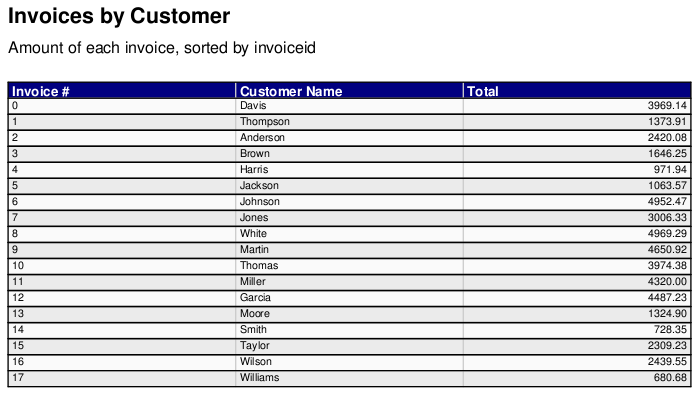 Invoices by Customer
Amount of each invoice, sorted by invoiceid
Invoice # Customer Name Total
0 Davis 3969.14
1 Thompson 1373.91
2 Anderson 2420.08
3 Brown 1646.25
4 Harris 971.94
5 Jackson 1063.57
6 Johnson 4952.47
7 Jones 3006.33
8 White 4969.29
9 Martin 4650.92
10 Thomas 3974.38
11 Miller 4320.00
12 Garcia 4487.23
13 Moore 1324.90
14 Smith 728.35
15 Taylor 2309.23
16 Wilson 2439.55
17 Williams 680.68